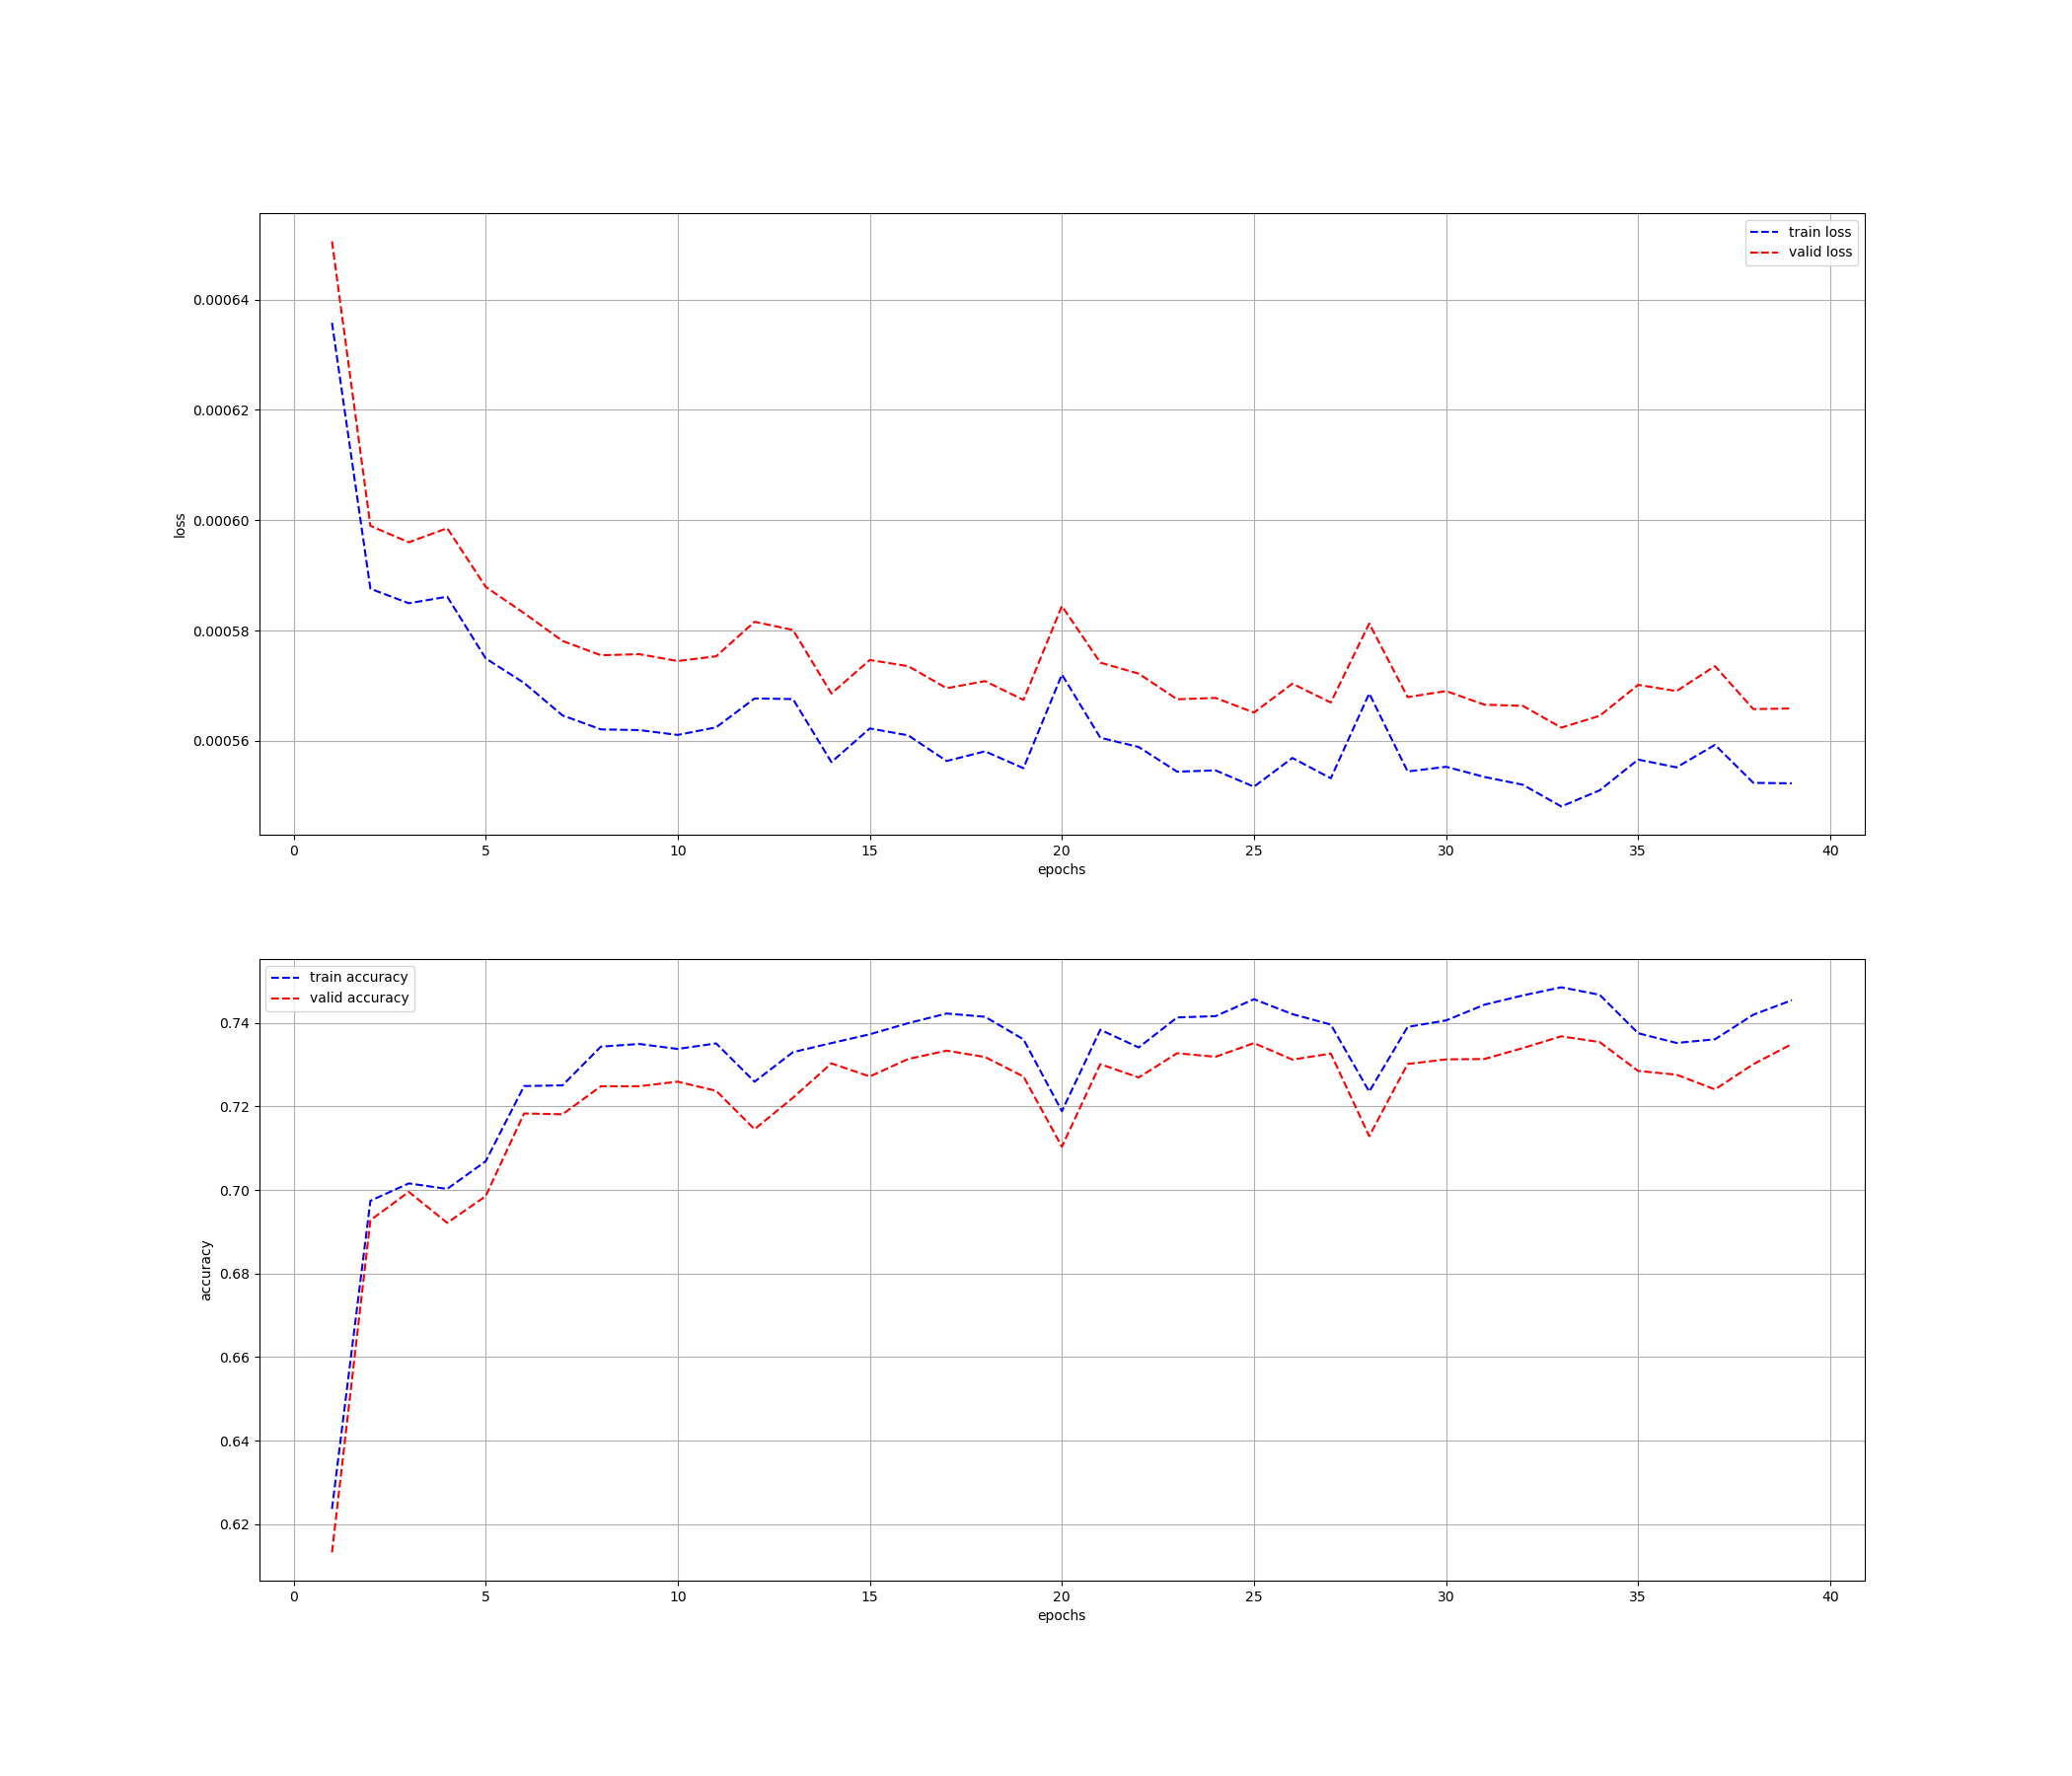 train loss
valid loss
0.00064
0.00062
0.00060
0.00058
0.00056
loss
0 5 10 15 20 25 30 35 40
epochs
train accuracy
valid accuracy
0.74
0.72
0.70
0.68
0.66
0.64
0.62
accuracy
0 5 10 15 20 25 30 35 40
epochs